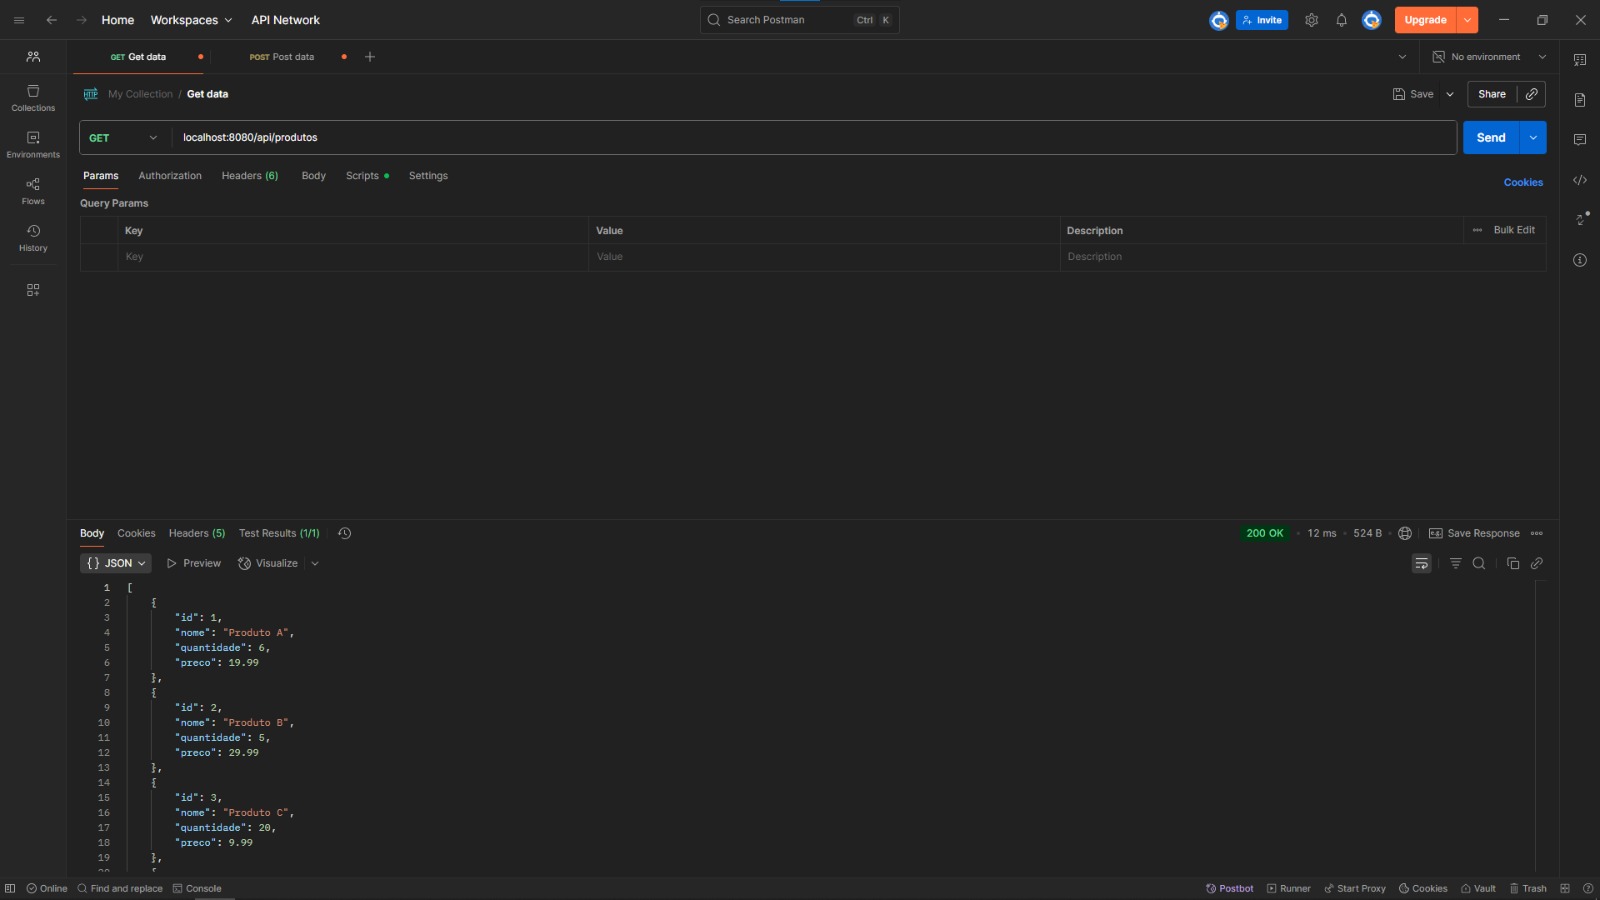 Home Workspaces API Network Search Postman Ctrl K Invite Upgrade
GET Get data POST Post data No environment
HTTP My Collection / Get data Save Share
GET localhost:8080/api/produtos Send
Params Authorization Headers (6) Body Scripts Settings Cookies
Query Params
Key Value Description Bulk Edit
Key Value Description
Collections
Environments
Flows
History
Body Cookies Headers (5) Test Results (1/1) 200 OK 12 ms 524 B Save Response
{} JSON Preview Visualize
1 [
2 {
3 "id": 1,
4 "nome": "Produto A",
5 "quantidade": 6,
6 "preco": 19.99
7 },
8 {
9 "id": 2,
10 "nome": "Produto B",
11 "quantidade": 5,
12 "preco": 29.99
13 },
14 {
15 "id": 3,
16 "nome": "Produto C",
17 "quantidade": 20,
18 "preco": 9.99
19 },
Online Find and replace Console Postbot Runner Start Proxy Cookies Vault Trash